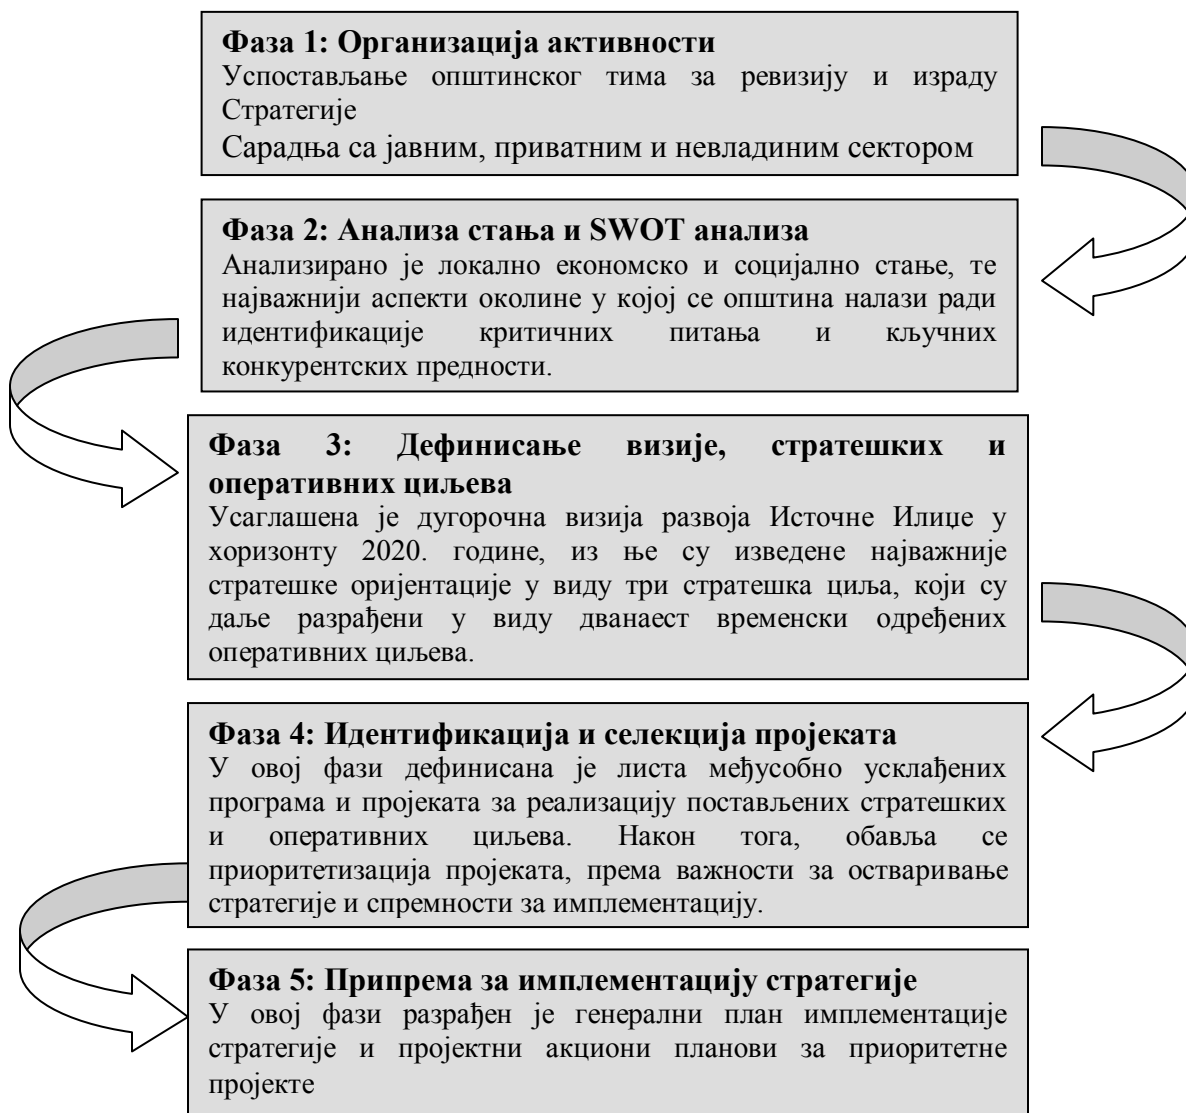 Фаза 1: Организација активности
Успостављање општинског тима за ревизију и израду
Стратегије
Сарадња са јавним, приватним и невладиним сектором
Фаза 2: Анализа стања и SWOT анализа
Анализирано је локално економско и социјално стање, те
најважнији аспекти околине у којој се општина налази ради
идентификације критичних питања и кључних
конкурентских предности.
Фаза 3: Дефинисање визије, стратешких и
оперативних циљева
Усаглашена је дугорочна визија развоја Источне Илиџе у
хоризонту 2020. године, из ње су изведене најважније
стратешке оријентације у виду три стратешка циља, који су
даље разрађени у виду дванаест временски одређених
оперативних циљева.
Фаза 4: Идентификација и селекција пројеката
У овој фази дефинисана је листа међусобно усклађених
програма и пројеката за реализацију постављених стратешких
и оперативних циљева. Након тога, обавља се
приоритетизација пројеката, према важности за остваривање
стратегије и спремности за имплементацију.
Фаза 5: Припрема за имплементацију стратегије
У овој фази разрађен је генерални план имплементације
стратегије и пројектни акциони планови за приоритетне
пројекте